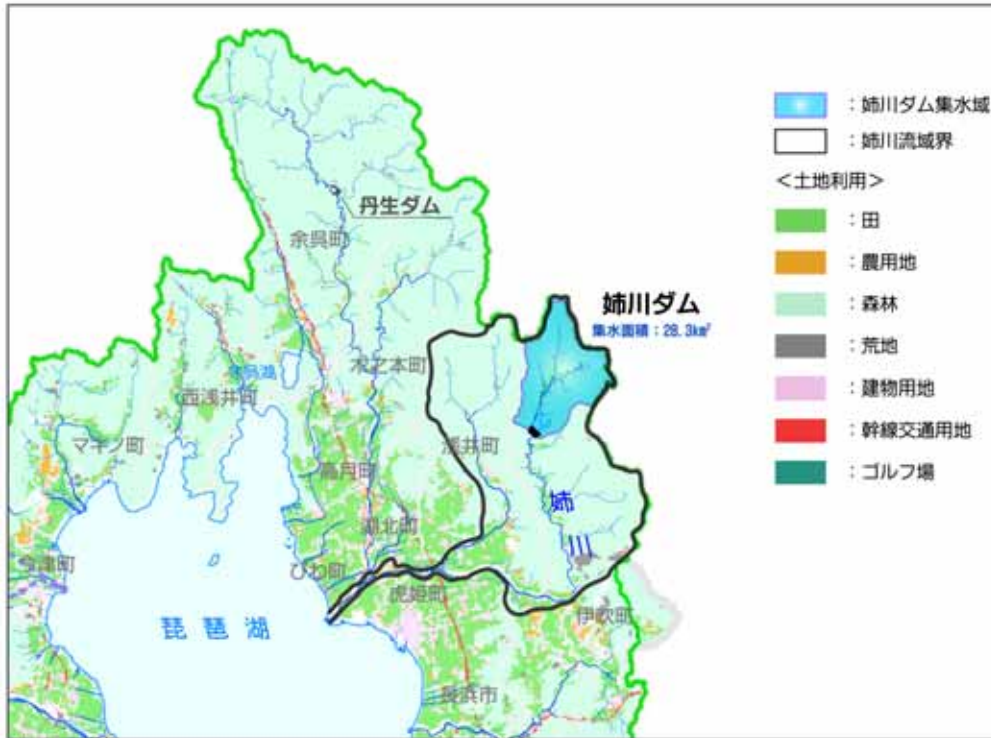 ：姉川ダム集水域
：姉川流域界
＜土地利用＞
：田
：農用地
：森林
：荒地
：建物用地
：幹線交通用地
：ゴルフ場
丹生ダム
余呉町
姉川ダム
集水面積：28.3km²
木之本町
余呉湖
西浅井町
浅井町
マキノ町
高月町
姉川
湖北町
びわ町
今津町
虎姫町
伊吹町
琵琶湖
長浜市